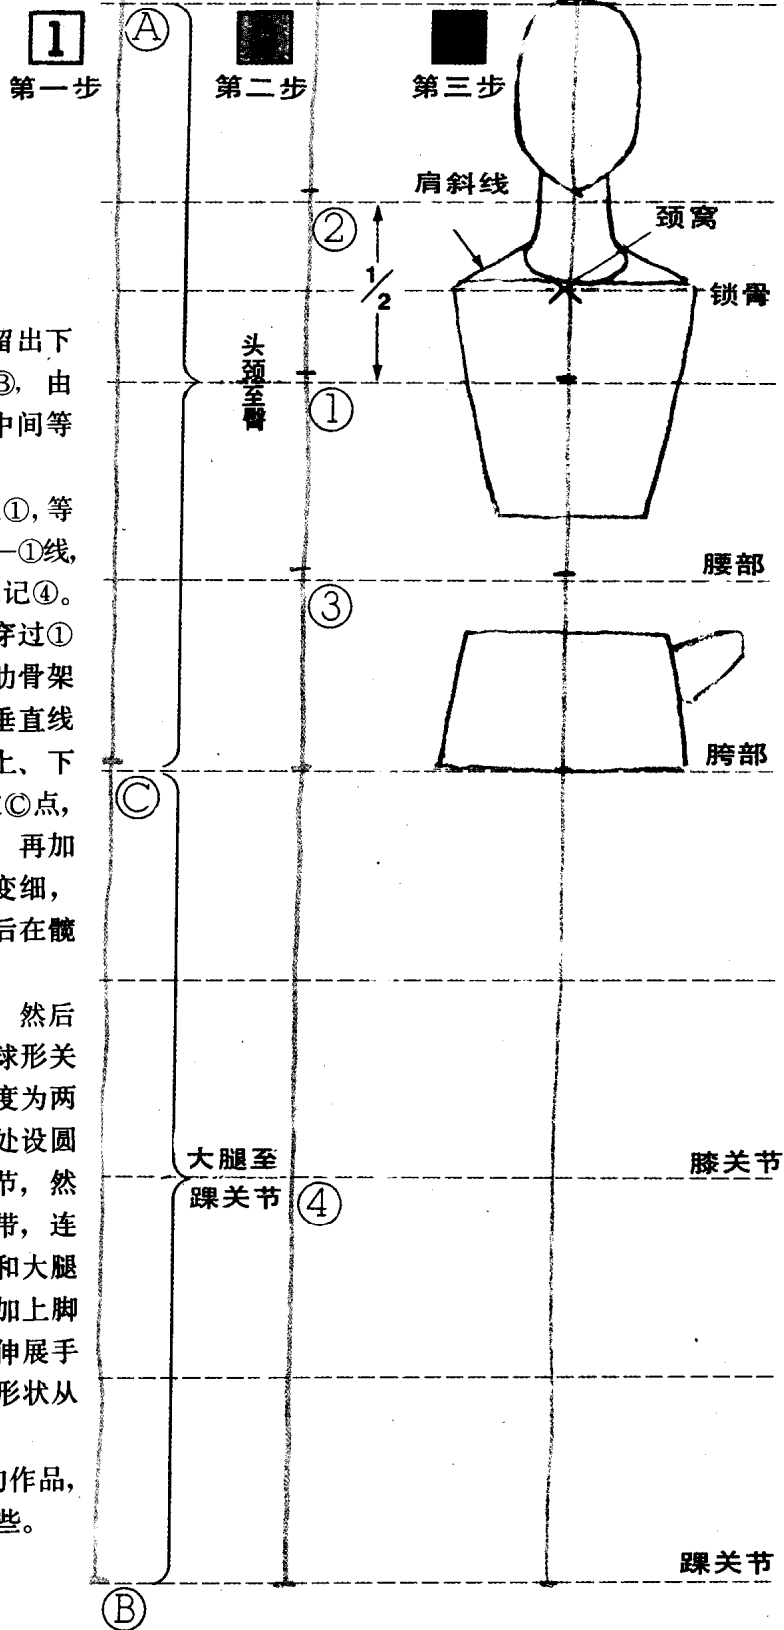 1
第一步
第二步
第三步
Ⓐ
肩斜线
颈窝
②
1/2
锁骨
头颈至臀
①
腰部
③
胯部
Ⓒ
大腿至
踝关节
④
膝关节
踝关节
Ⓑ
留出下
③，由
中间等
①，等
—①线，
记④。
穿过①
肋骨架
垂直线
上、下
Ⓒ点，
再加
变细，
后在髋
然后
球形关
度为两
处设圆
节，然
带，连
和大腿
加上脚
伸展手
形状从
作品，
些。